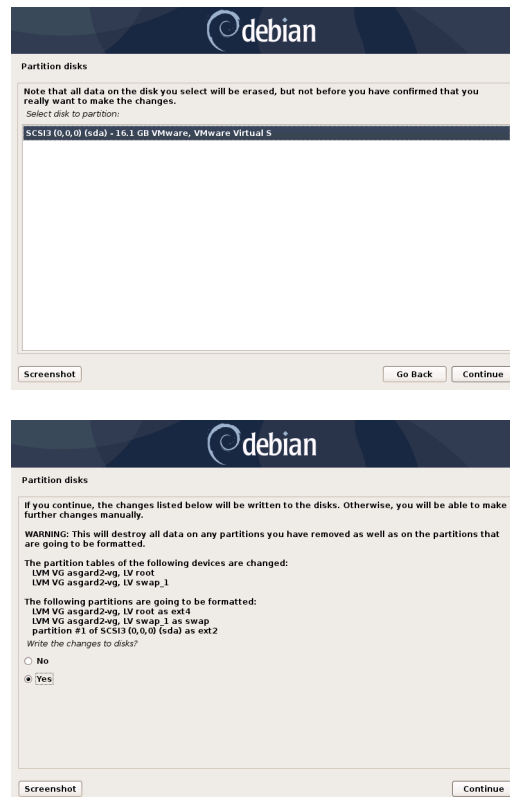 debian
Partition disks
Note that all data on the disk you select will be erased, but not before you have confirmed that you
really want to make the changes.
Select disk to partition:
SCSI3 (0,0,0) (sda) - 16.1 GB VMware, VMware Virtual S
Screenshot
Go Back
Continue
debian
Partition disks
If you continue, the changes listed below will be written to the disks. Otherwise, you will be able to make
further changes manually.
WARNING: This will destroy all data on any partitions you have removed as well as on the partitions that
are going to be formatted.
The partition tables of the following devices are changed:
LVM VG asgard2-vg, LV root
LVM VG asgard2-vg, LV swap_1
The following partitions are going to be formatted:
LVM VG asgard2-vg, LV root as ext4
LVM VG asgard2-vg, LV swap_1 as swap
partition #1 of SCSI3 (0,0,0) (sda) as ext2
Write the changes to disks?
No
Yes
Screenshot
Continue